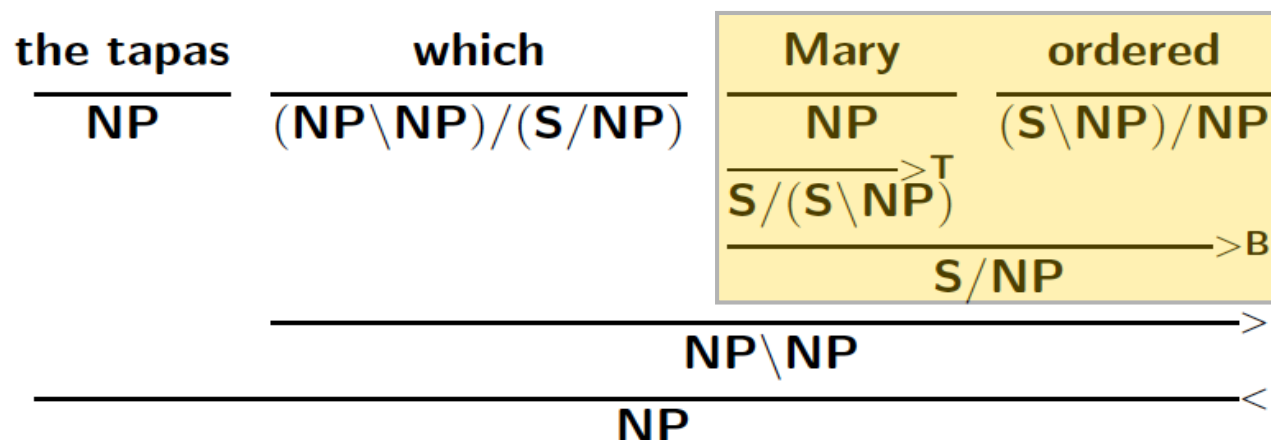 the tapas which Mary ordered
NP (NP\NP)/(S/NP) NP (S\NP)/NP
>T
S/(S\NP)
>B
S/NP
>
NP\NP
<
NP